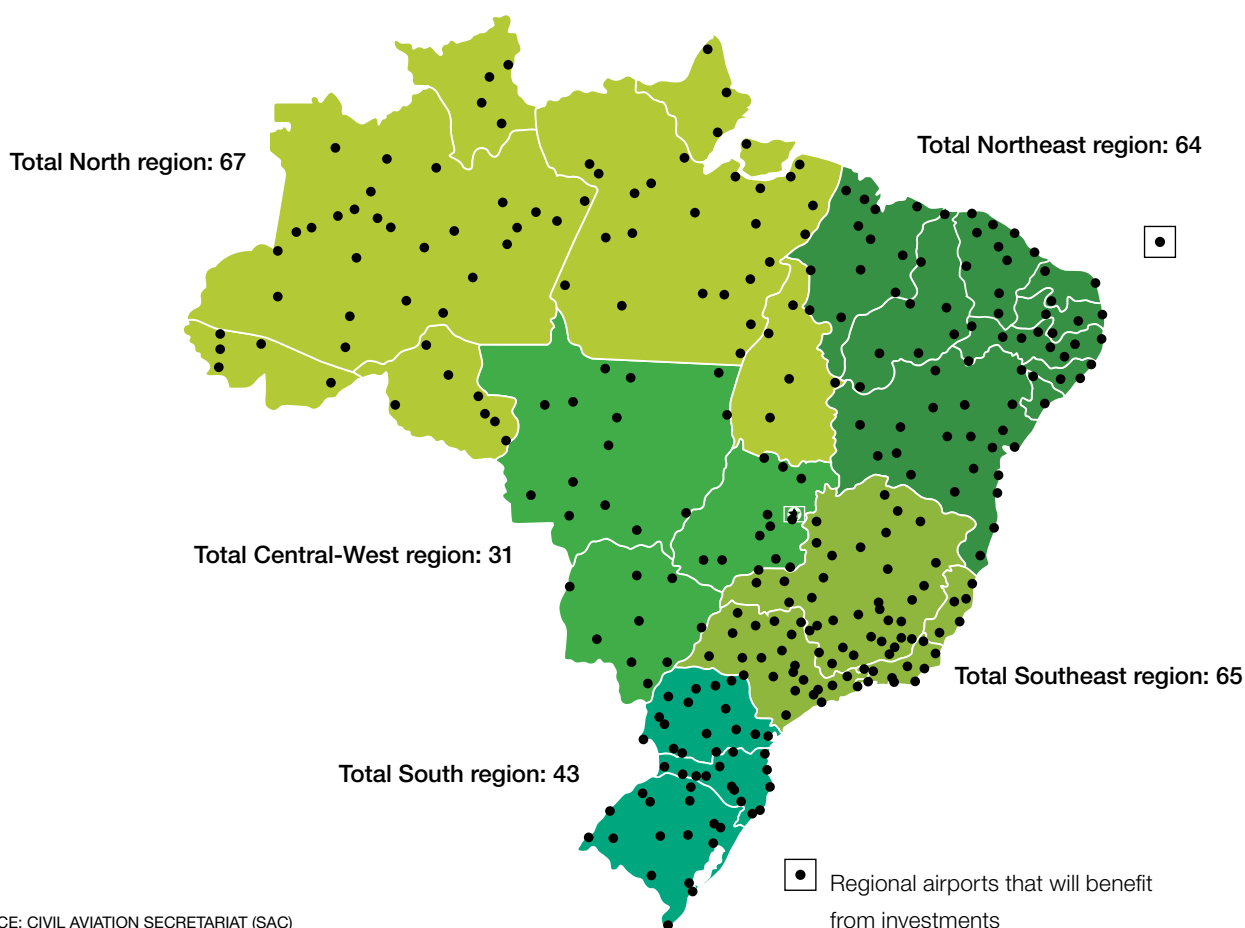 Total North region: 67
Total Northeast region: 64
Total Central-West region: 31
Total Southeast region: 65
Total South region: 43
Regional airports that will benefit
from investments
CE: CIVIL AVIATION SECRETARIAT (SAC)